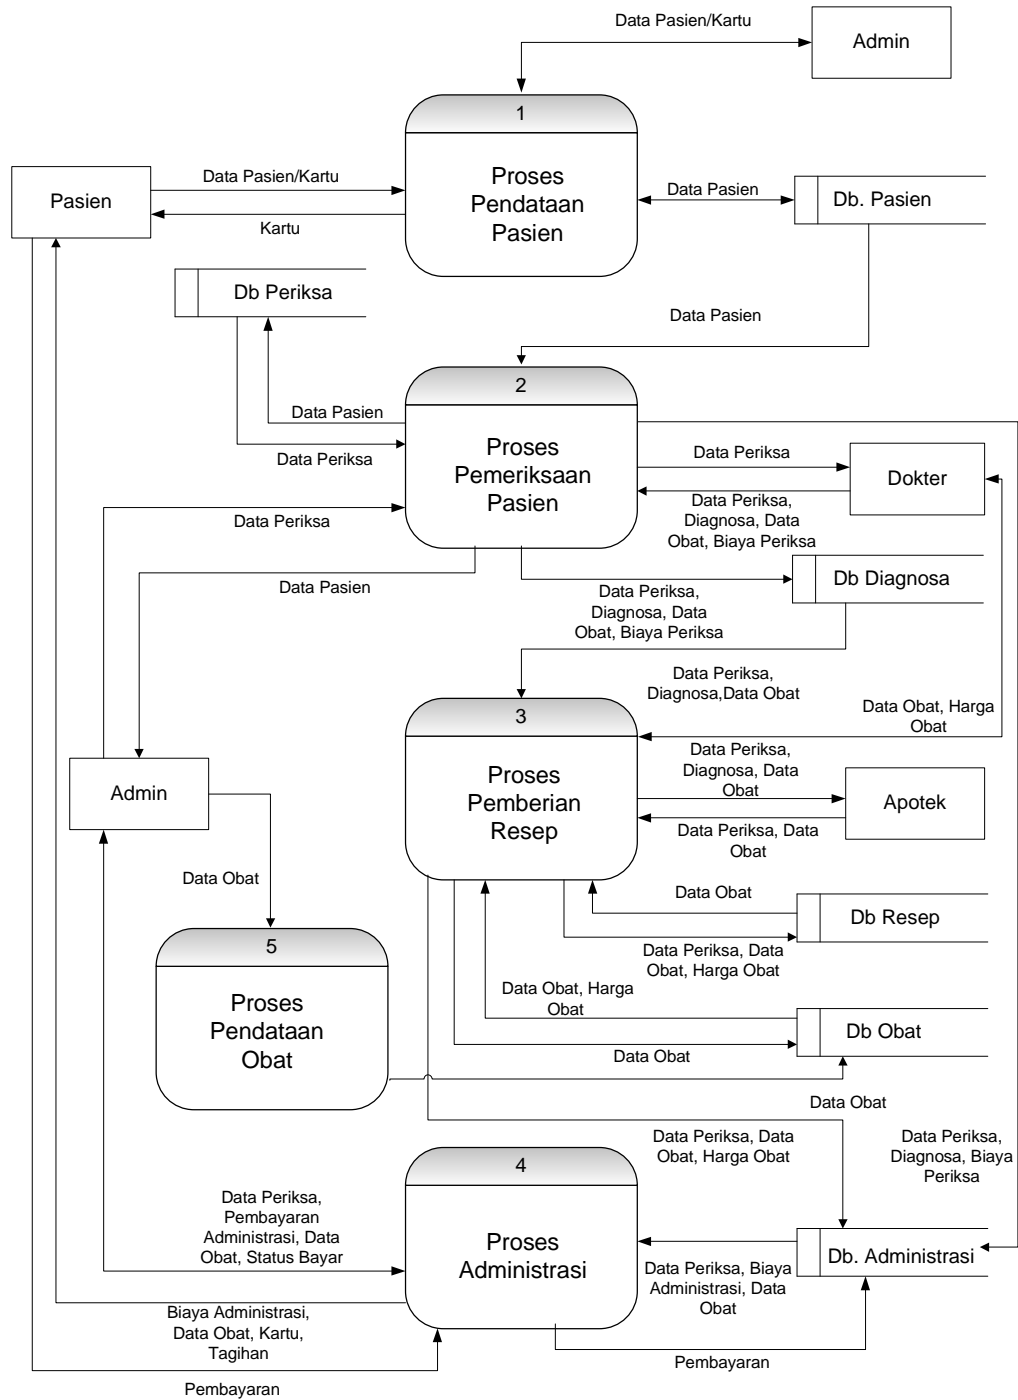 Data Pasien/Kartu
Admin
1
Proses
Pendataan
Pasien
Pasien
Data Pasien/Kartu
Kartu
Data Pasien
Db. Pasien
Db Periksa
Data Pasien
2
Proses
Pemeriksaan
Pasien
Data Pasien
Data Periksa
Data Periksa
Dokter
Data Periksa,
Diagnosa, Data
Obat, Biaya Periksa
Data Periksa
Data Pasien
Db Diagnosa
Data Periksa,
Diagnosa, Data
Obat, Biaya Periksa
Data Periksa,
Diagnosa,Data Obat
Data Obat, Harga
Obat
3
Proses
Pemberian
Resep
Data Periksa,
Diagnosa, Data
Obat
Apotek
Data Periksa, Data
Obat
Admin
Data Obat
Data Obat
Db Resep
Data Periksa, Data
Obat, Harga Obat
5
Proses
Pendataan
Obat
Data Obat, Harga
Obat
Db Obat
Data Obat
Data Obat
Data Periksa, Data
Obat, Harga Obat
Data Periksa,
Diagnosa, Biaya
Periksa
4
Proses
Administrasi
Data Periksa,
Pembayaran
Administrasi, Data
Obat, Status Bayar
Db. Administrasi
Data Periksa, Biaya
Administrasi, Data
Obat
Biaya Administrasi,
Data Obat, Kartu,
Tagihan
Pembayaran
Pembayaran